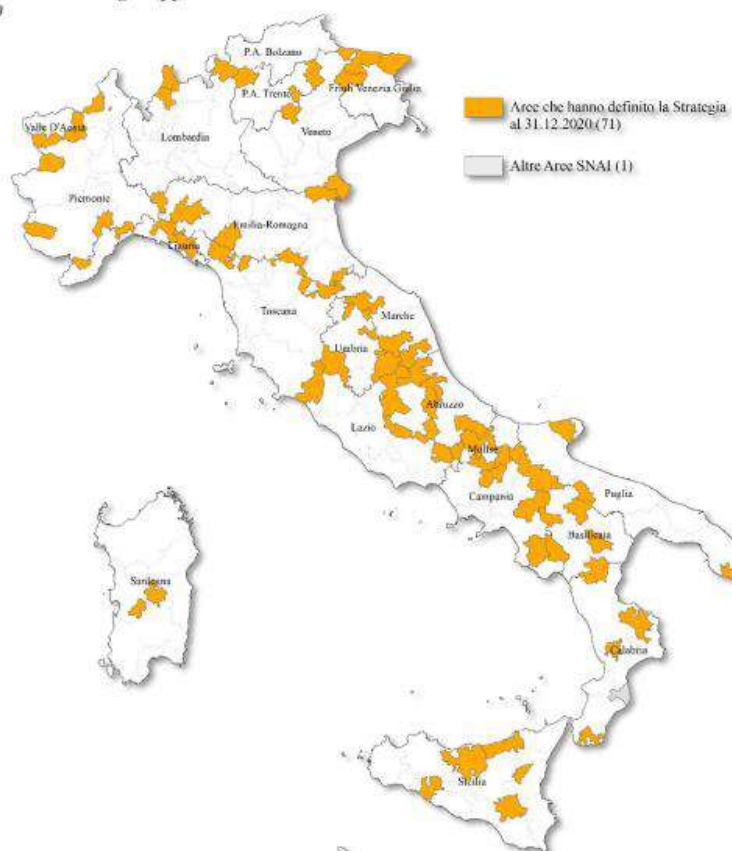 P.A. Bolzano
P.A. Trento
Friuli Venezia Giulia
Valle D'Aosta
Lombardia
Veneto
Aree che hanno definito la Strategia
al 31.12.2020 (71)
Altre Aree SNAI (1)
Piemonte
Emilia-Romagna
Liguria
Toscana
Marche
Umbria
Abruzzo
Lazio
Molise
Campania
Puglia
Basilicata
Sardegna
Calabria
Sicilia